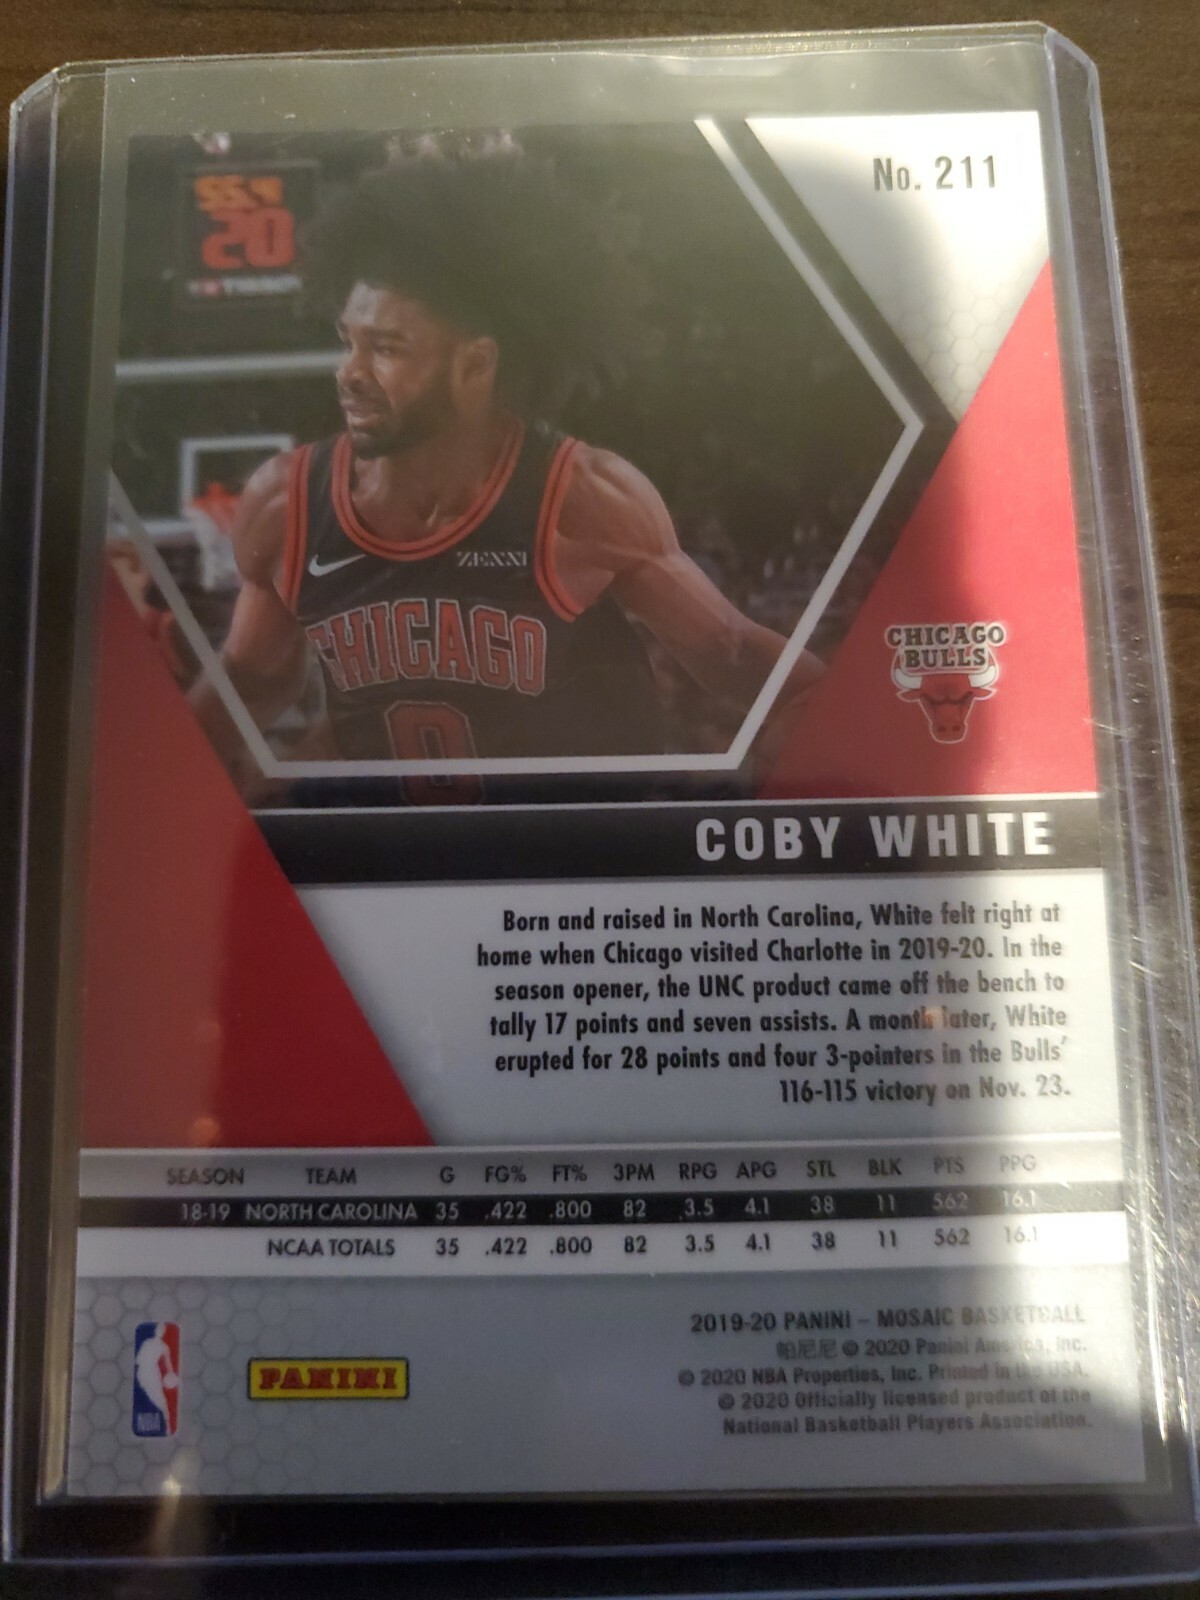 No. 211
20
ZENNI
CHICAGO
0
CHICAGO
BULLS
COBY WHITE
Born and raised in North Carolina, White felt right at
home when Chicago visited Charlotte in 2019-20. In the
season opener, the UNC product came off the bench to
tally 17 points and seven assists. A month later, White
erupted for 28 points and four 3-pointers in the Bulls'
116-115 victory on Nov. 23.
SEASON TEAM G FG% FT% 3PM RPG APG STL BLK PTS PPG
18-19 NORTH CAROLINA 35 .422 .800 82 3.5 4.1 38 11 562 16.1
NCAA TOTALS 35 .422 .800 82 3.5 4.1 38 11 562 16.1
2019-20 PANINI – MOSAIC BASKETBALL
帕尼尼 © 2020 Panini America, Inc.
© 2020 NBA Properties, Inc. Printed in the USA.
© 2020 Officially licensed product of the
National Basketball Players Association.
NBA
PANINI